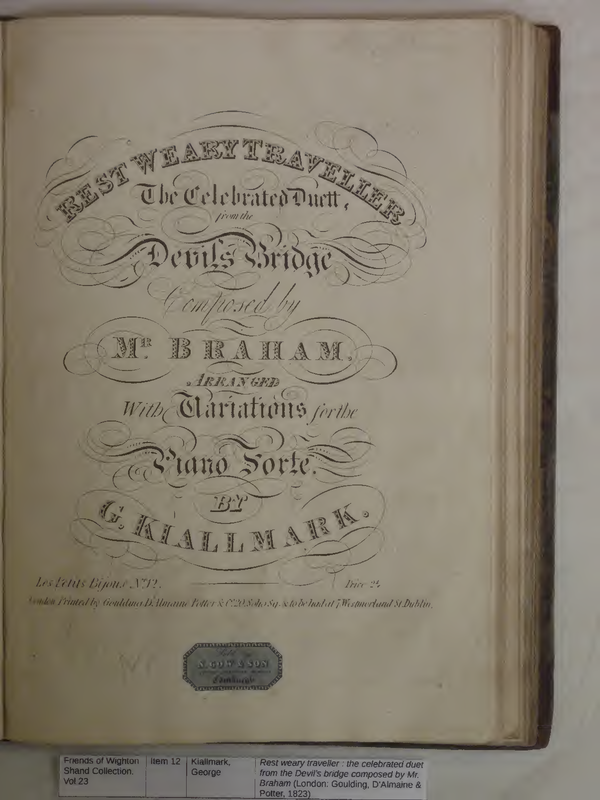 REST WEARY TRAVELLER
The Celebrated Duett,
from the
Devil's Bridge
Composed by
MR. BRAHAM,
ARRANGED
With Variations for the
Piano Forte.
BY
G. KIALLMARK.
Les Petits Bijoux No. 12. Price 2/.
London Printed by Goulding D'Almaine Potter & Co. 20 Soho Sq. & to be had at 7 Westmorland St. Dublin.
N. GOW & SON
Edinburgh
Friends of Wighton Shand Collection. Vol.23
Item 12
Kiallmark, George
Rest weary traveller : the celebrated duet
from the Devil's bridge composed by Mr.
Braham (London: Goulding, D'Almaine &
Potter, 1823)